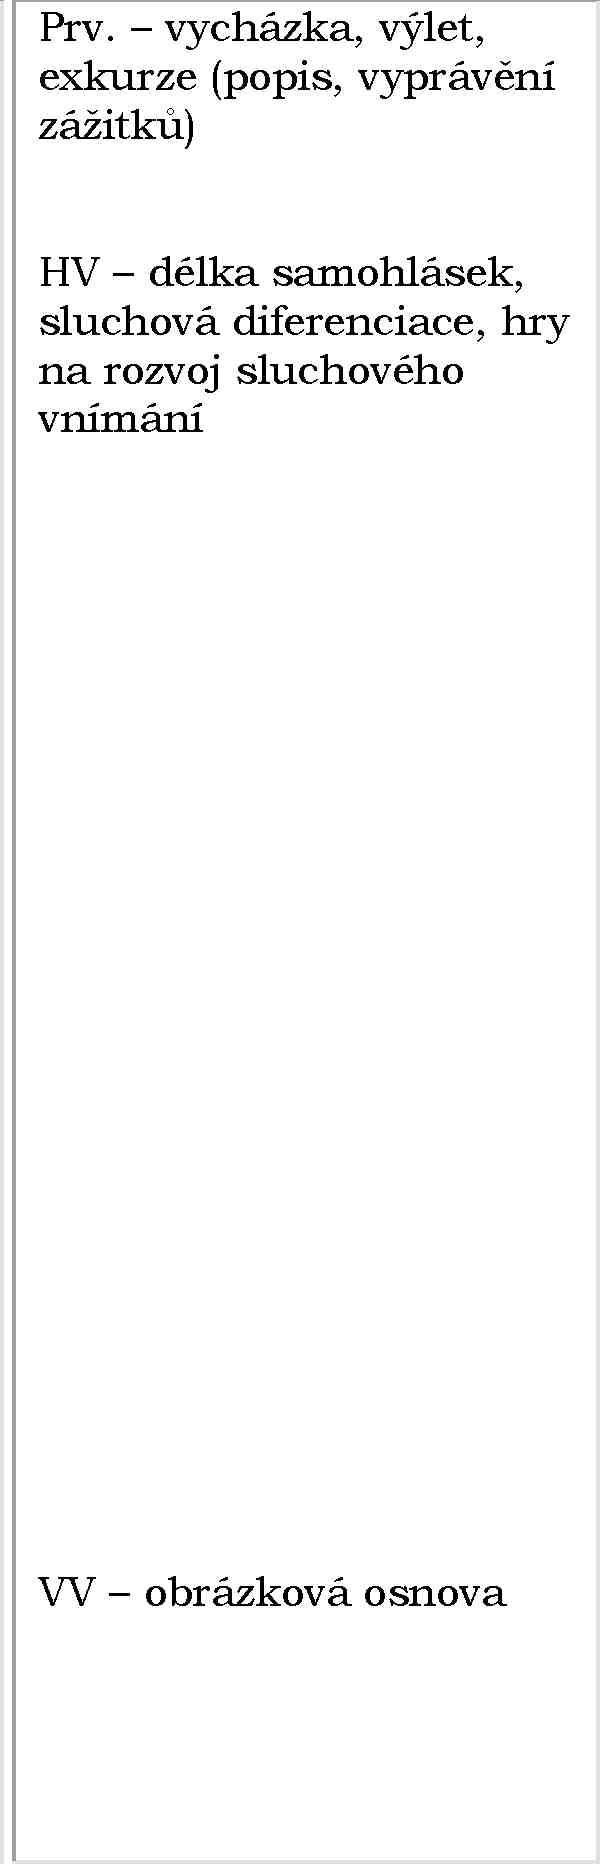 Prv. – vycházka, výlet,
exkurze (popis, vyprávění
zážitků)
HV – délka samohlásek,
sluchová diferenciace, hry
na rozvoj sluchového
vnímání
VV – obrázková osnova